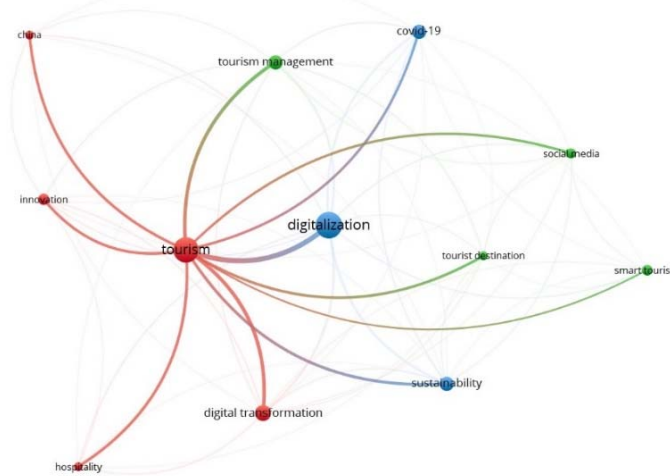 china
covid-19
tourism management
social media
innovation
digitalization
tourism
tourist destination
smart touris
sustainability
digital transformation
hospitality